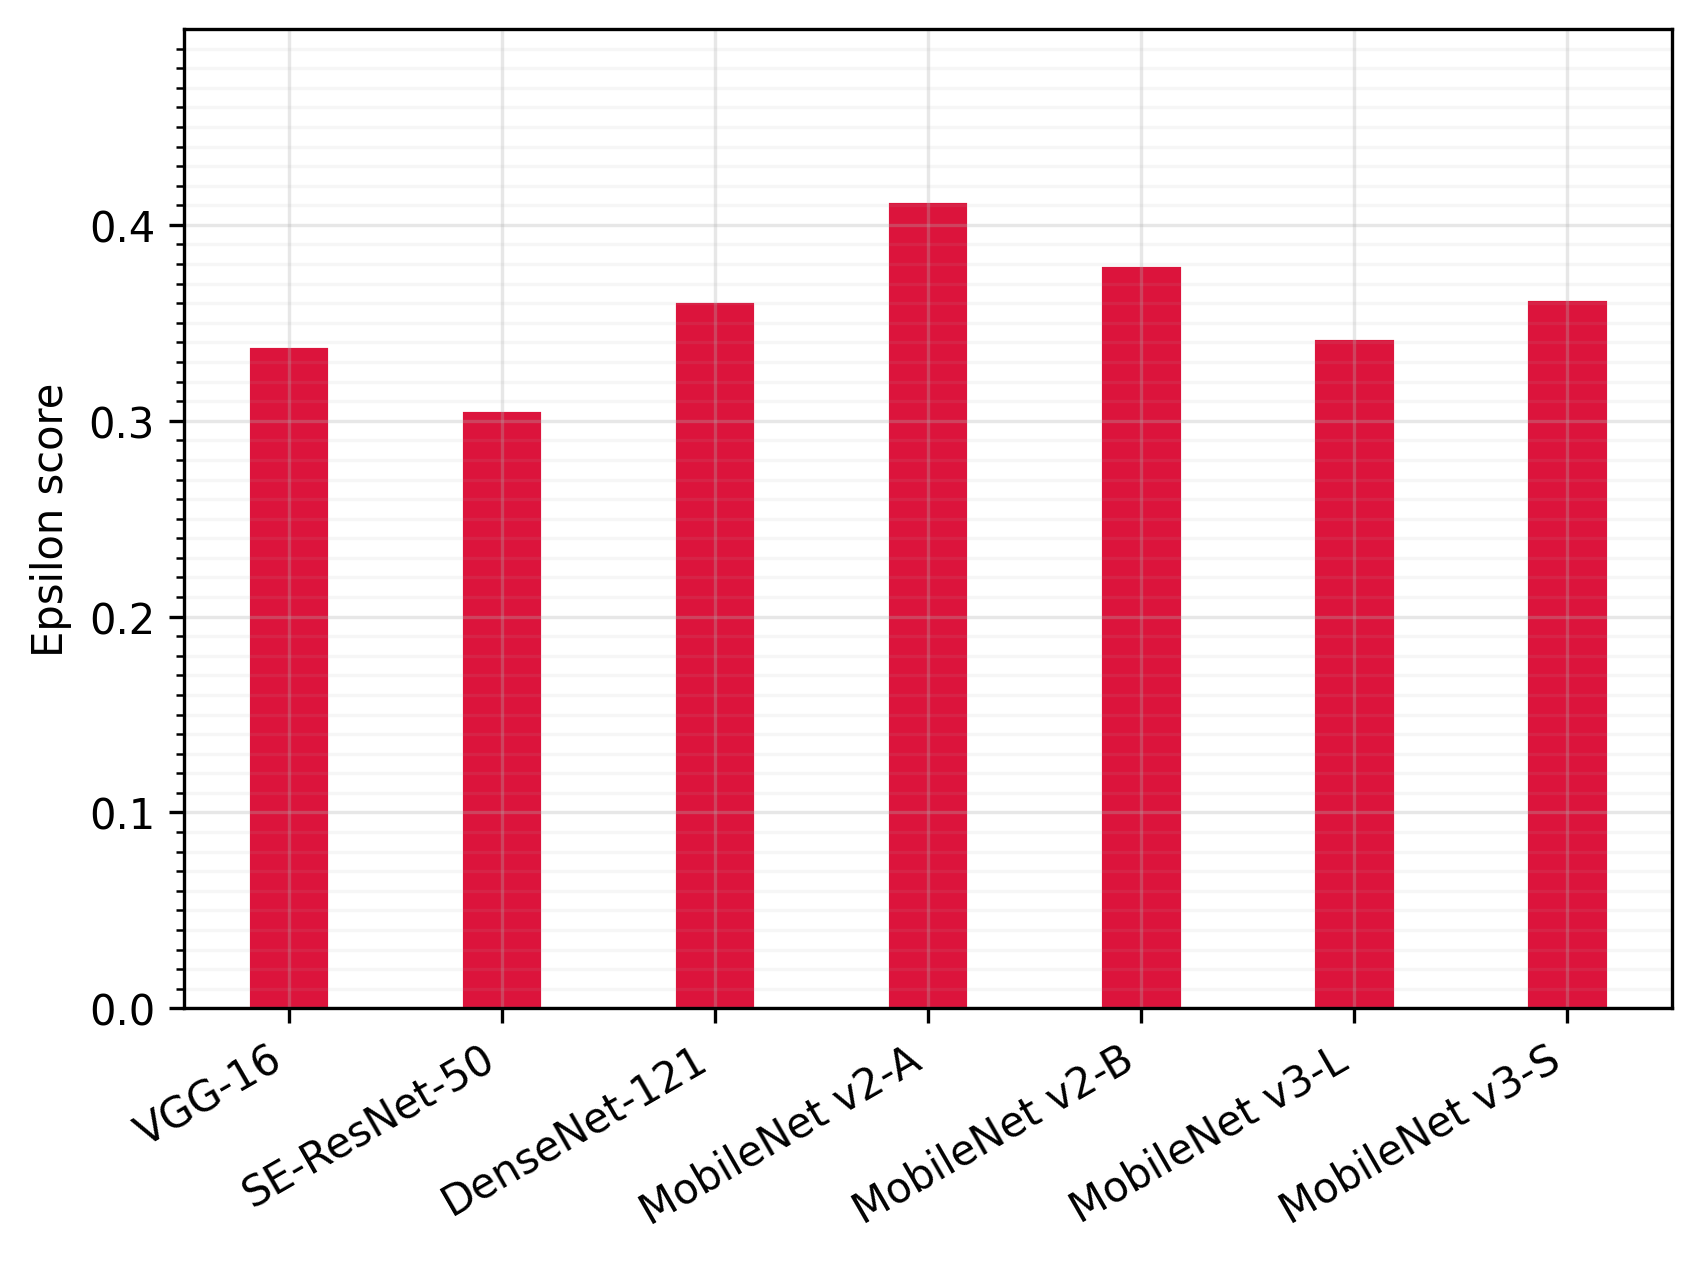 Epsilon score
0.4
0.3
0.2
0.1
0.0
VGG-16
SE-ResNet-50
DenseNet-121
MobileNet v2-A
MobileNet v2-B
MobileNet v3-L
MobileNet v3-S